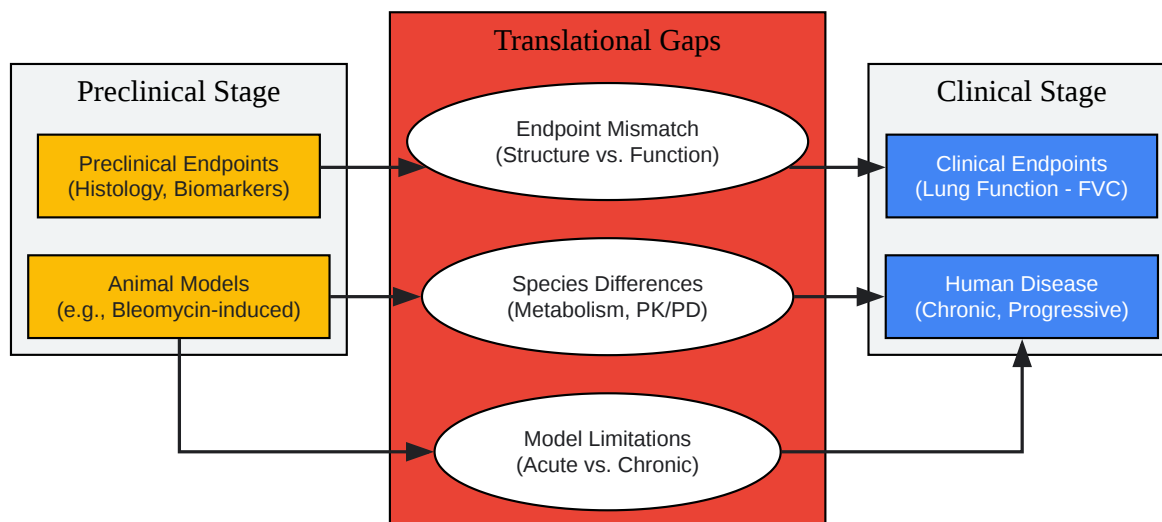 Preclinical Stage
Preclinical Endpoints
(Histology, Biomarkers)
Animal Models
(e.g., Bleomycin-induced)
Translational Gaps
Endpoint Mismatch
(Structure vs. Function)
Species Differences
(Metabolism, PK/PD)
Model Limitations
(Acute vs. Chronic)
Clinical Stage
Clinical Endpoints
(Lung Function - FVC)
Human Disease
(Chronic, Progressive)